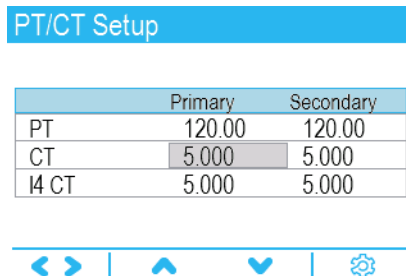 PT/CT Setup
Primary Secondary
PT 120.00 120.00
CT 5.000 5.000
I4 CT 5.000 5.000